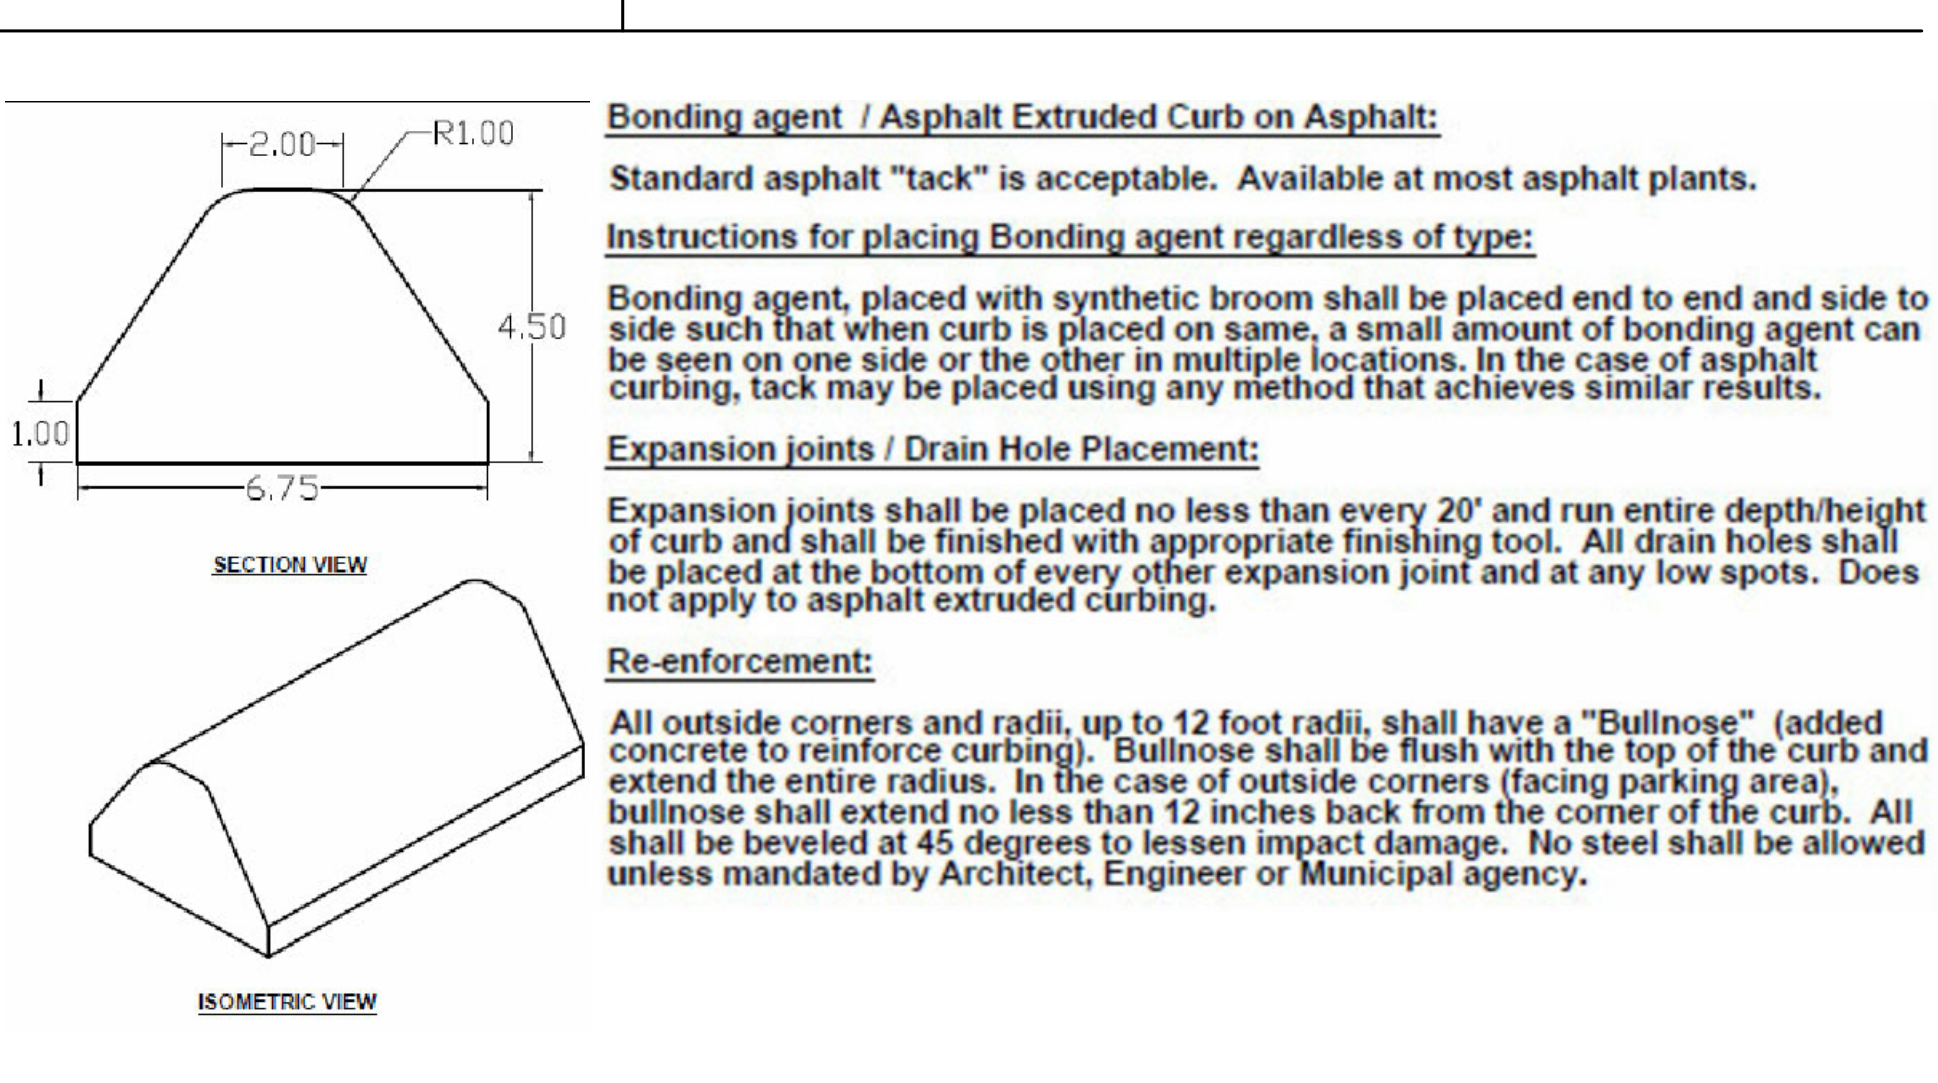 2.00
R1.00
4.50
1.00
6.75
SECTION VIEW
ISOMETRIC VIEW
Bonding agent / Asphalt Extruded Curb on Asphalt:
Standard asphalt "tack" is acceptable. Available at most asphalt plants.
Instructions for placing Bonding agent regardless of type:
Bonding agent, placed with synthetic broom shall be placed end to end and side to
side such that when curb is placed on same, a small amount of bonding agent can
be seen on one side or the other in multiple locations. In the case of asphalt
curbing, tack may be placed using any method that achieves similar results.
Expansion joints / Drain Hole Placement:
Expansion joints shall be placed no less than every 20' and run entire depth/height
of curb and shall be finished with appropriate finishing tool. All drain holes shall
be placed at the bottom of every other expansion joint and at any low spots. Does
not apply to asphalt extruded curbing.
Re-enforcement:
All outside corners and radii, up to 12 foot radii, shall have a "Bullnose" (added
concrete to reinforce curbing). Bullnose shall be flush with the top of the curb and
extend the entire radius. In the case of outside corners (facing parking area),
bullnose shall extend no less than 12 inches back from the corner of the curb. All
shall be beveled at 45 degrees to lessen impact damage. No steel shall be allowed
unless mandated by Architect, Engineer or Municipal agency.